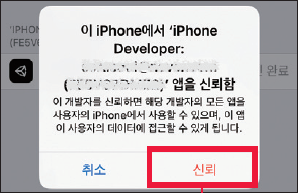 'IPHO
(FE5V6
이 iPhone에서 ‘iPhone
Developer:
’ 앱을 신뢰함
이 개발자를 신뢰하면 해당 개발자의 모든 앱을
사용자의 iPhone에서 사용할 수 있으며, 이 앱
이 사용자의 데이터에 접근할 수 있게 됩니다.
완료
취소
신뢰